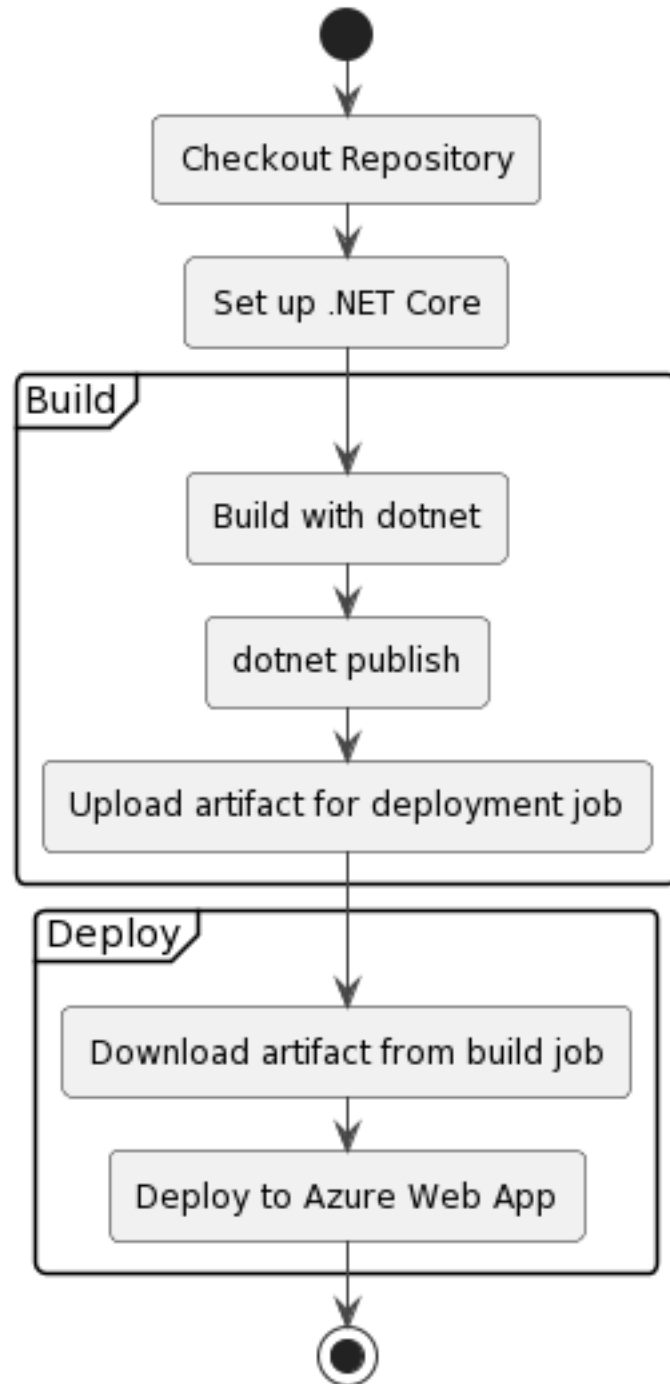 Checkout Repository
Set up .NET Core
Build
Build with dotnet
dotnet publish
Upload artifact for deployment job
Deploy
Download artifact from build job
Deploy to Azure Web App